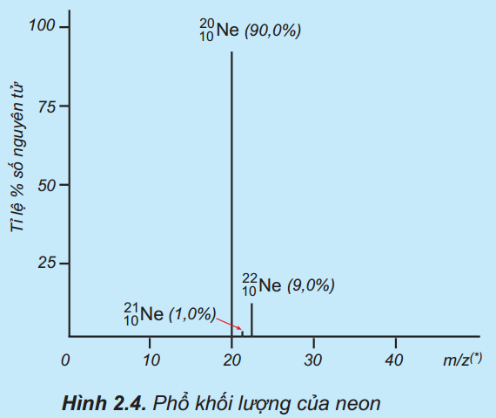 100
75
50
25
Tỉ lệ % số nguyên tử
²⁰₁₀Ne (90,0%)
²¹₁₀Ne (1,0%)
²²₁₀Ne (9,0%)
0 10 20 30 40 m/z(*)
Hình 2.4. Phổ khối lượng của neon